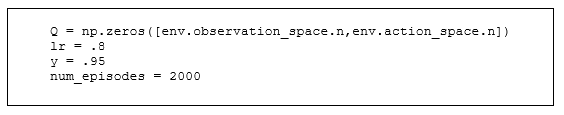 Q = np.zeros([env.observation_space.n,env.action_space.n])
lr = .8
y = .95
num_episodes = 2000